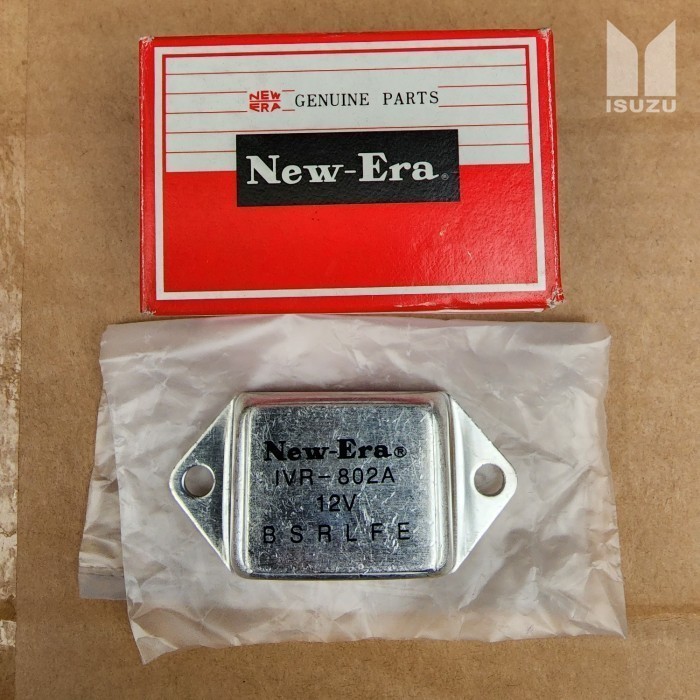 NEW ERA GENUINE PARTS
New-Era®
ISUZU
New-Era®
IVR-802A
12V
B S R L F E